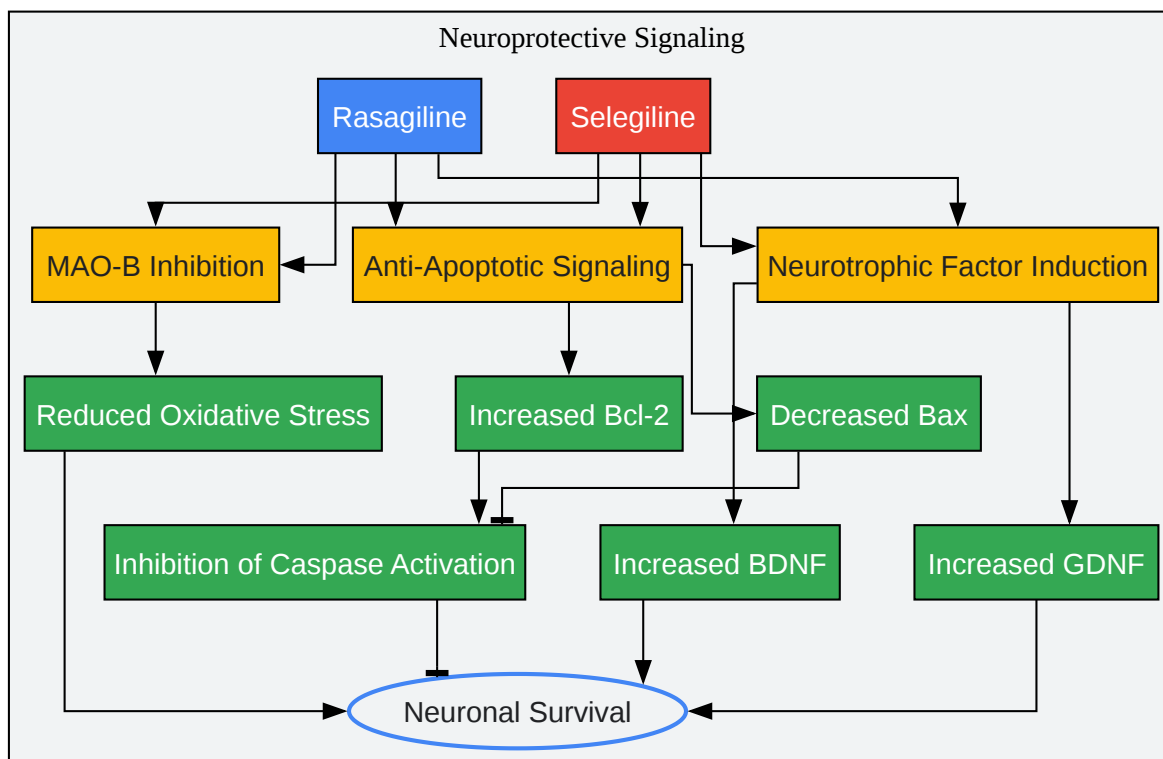 Neuroprotective Signaling
Rasagiline
Selegiline
MAO-B Inhibition
Anti-Apoptotic Signaling
Neurotrophic Factor Induction
Reduced Oxidative Stress
Increased Bcl-2
Decreased Bax
Inhibition of Caspase Activation
Increased BDNF
Increased GDNF
Neuronal Survival